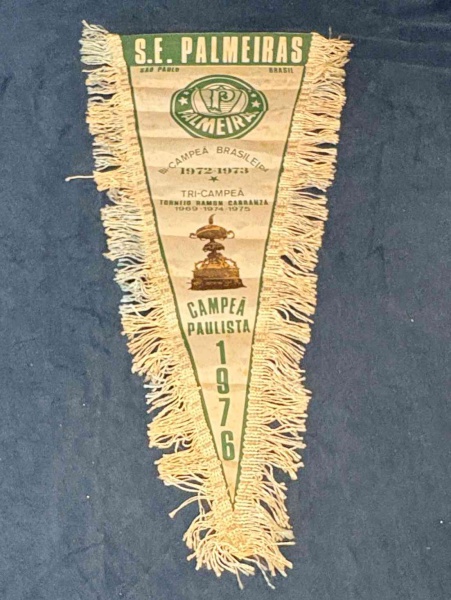 S.E. PALMEIRAS
SÃO PAULO BRASIL
P
PALMEIRAS
CAMPEÃ BRASILEIRA
1972-1973
TRI-CAMPEÃ
TORNEIO RAMON CARRANZA
1969-1974-1975
CAMPEÃ
PAULISTA
1976